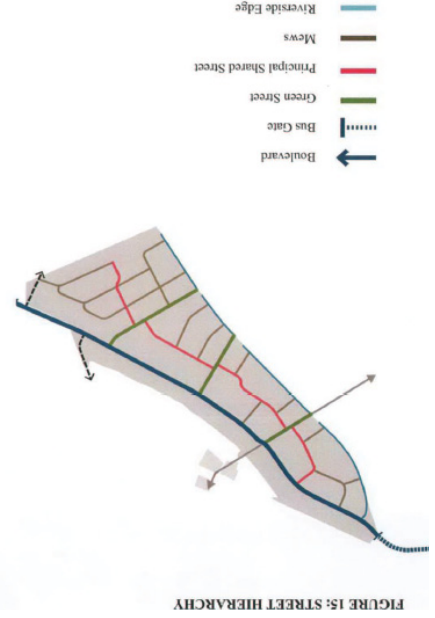 FIGURE 15: STREET HIERARCHY
Boulevard
Bus Gate
Green Street
Principal Shared Street
Mews
Riverside Edge